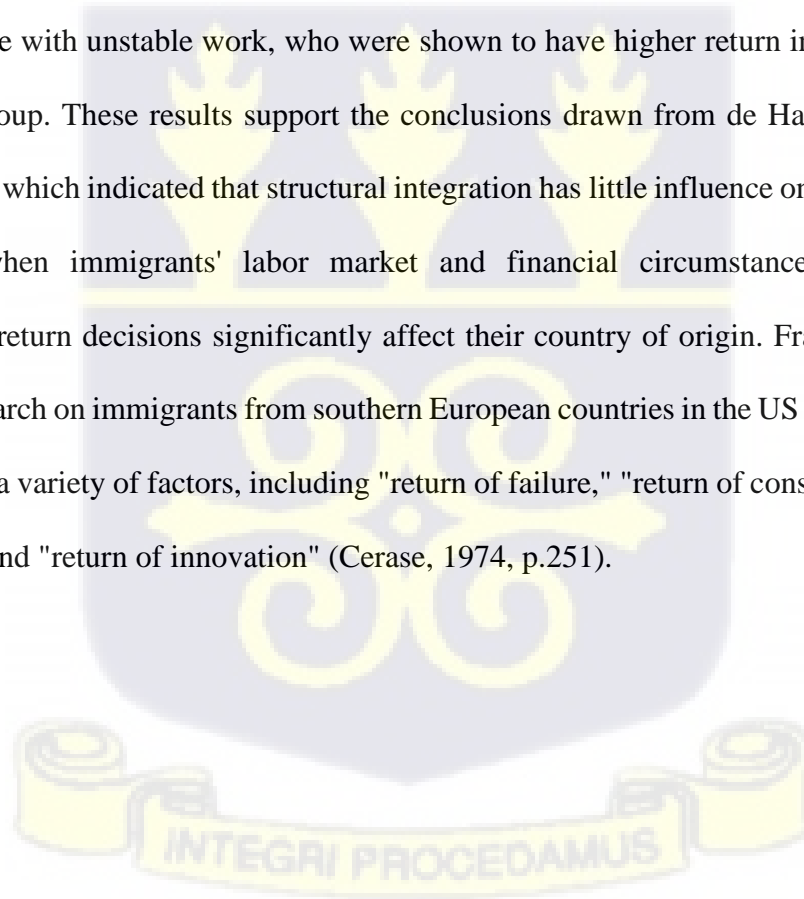 e with unstable work, who were shown to have higher return in
oup. These results support the conclusions drawn from de Ha
which indicated that structural integration has little influence or
when immigrants' labor market and financial circumstance
return decisions significantly affect their country of origin. Fra
arch on immigrants from southern European countries in the US
a variety of factors, including "return of failure," "return of cons
nd "return of innovation" (Cerase, 1974, p.251).
INTEGRI PROCEDAMUS